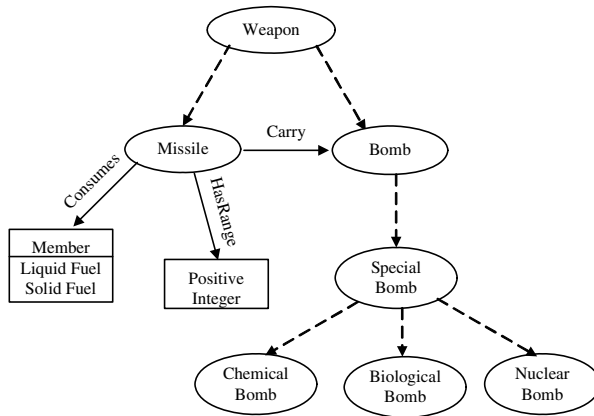 Weapon
Carry
Missile
Bomb
Consumes
HasRange
Member
Liquid Fuel
Solid Fuel
Positive
Integer
Special
Bomb
Chemical
Bomb
Biological
Bomb
Nuclear
Bomb